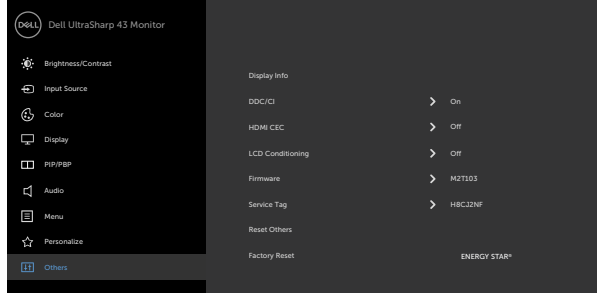 DELL Dell UltraSharp 43 Monitor
Brightness/Contrast
Input Source
Color
Display
PIP/PBP
Audio
Menu
Personalize
Others
Display Info
DDC/CI On
HDMI CEC Off
LCD Conditioning Off
Firmware M2T103
Service Tag H8CJ2NF
Reset Others
Factory Reset ENERGY STAR®